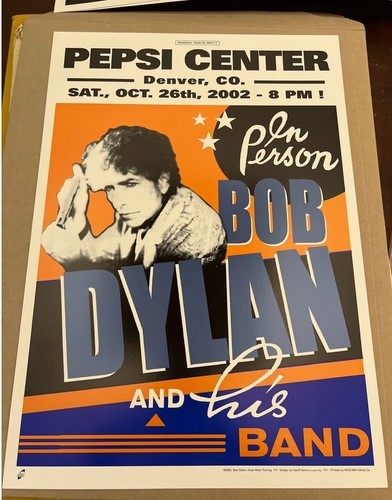 PEPSI CENTER
Denver, CO.
SAT., OCT. 26th, 2002 - 8 PM !
In
Person
BOB
DYLAN
AND his
BAND